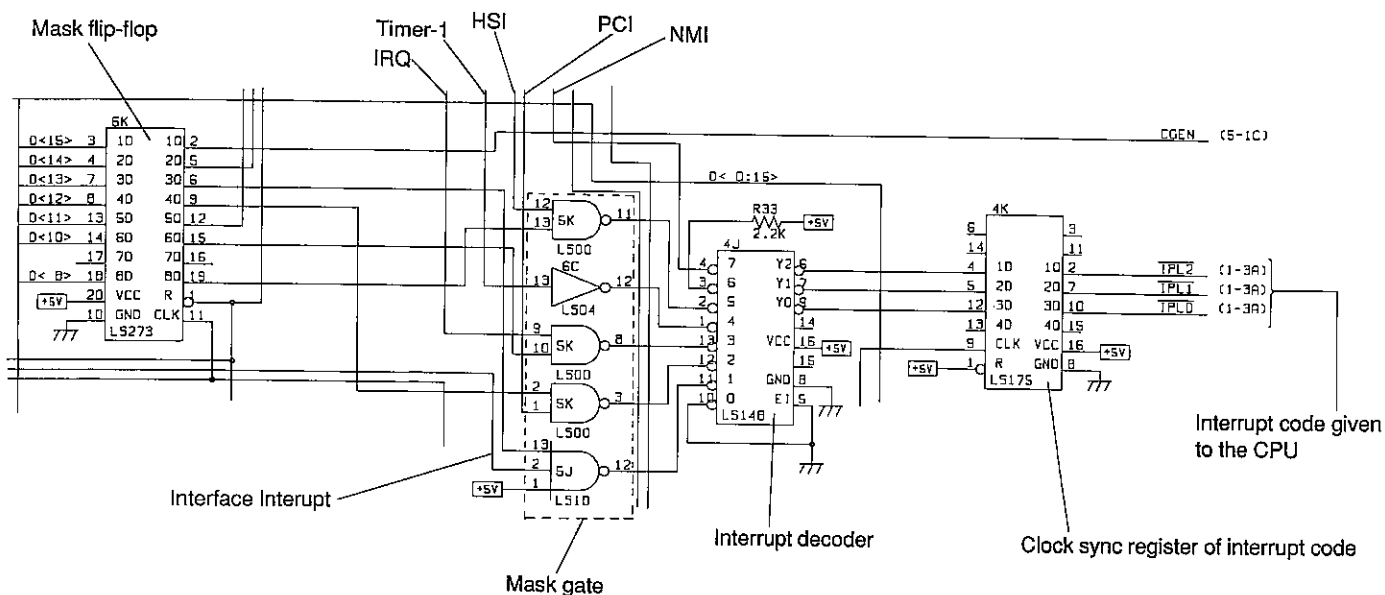 Mask flip-flop
Timer-1
HSI
PCI
NMI
IRQ
6K
D<15> 3 1D 1Q 2
D<14> 4 2D 2Q 5
D<13> 7 3D 3Q 6
D<12> 8 4D 4Q 9
D<11> 13 5D 5Q 12
D<10> 14 6D 6Q 15
17 7D 7Q 16
D< 8> 18 8D 8Q 19
+5V 20 VCC R 1
10 GND CLK 11
LS273
CGEN (5-1C)
D< 0:15>
12 13 5K 11
LS00
6C
13 12
LS04
9 10 5K 8
LS00
2 1 5K 3
LS00
13 2 1 5J 12
+5V
LS10
R33
+5V
2.2K
4J
4 7 Y2 6
3 6 Y1 7
2 5 Y0 9
1 4 14
13 3 VCC 16 +5V
12 2 15
11 1 GND 8
10 0 EI 5
LS148
4K
6 3
14 11
4 1D 1Q 2 IPL2 (1-3A)
5 2D 2Q 7 IPL1 (1-3A)
12 3D 3Q 10 IPL0 (1-3A)
13 4D 4Q 15
9 CLK VCC 16 +5V
+5V 1 R GND 8
LS175
Interrupt code given
to the CPU
Interface Interupt
Interrupt decoder
Clock sync register of interrupt code
Mask gate